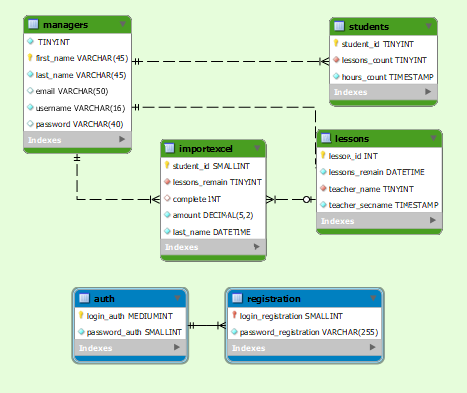 managers
TINYINT
first_name VARCHAR(45)
last_name VARCHAR(45)
email VARCHAR(50)
username VARCHAR(16)
password VARCHAR(40)
Indexes
students
student_id TINYINT
lessons_count TINYINT
hours_count TIMESTAMP
Indexes
importexcel
student_id SMALLINT
lessons_remain TINYINT
complete INT
amount DECIMAL(5,2)
last_name DATETIME
Indexes
lessons
lesson_id INT
lessons_remain DATETIME
teacher_name TINYINT
teacher_secname TIMESTAMP
Indexes
auth
login_auth MEDIUMINT
password_auth SMALLINT
Indexes
registration
login_registration SMALLINT
password_registration VARCHAR(255)
Indexes